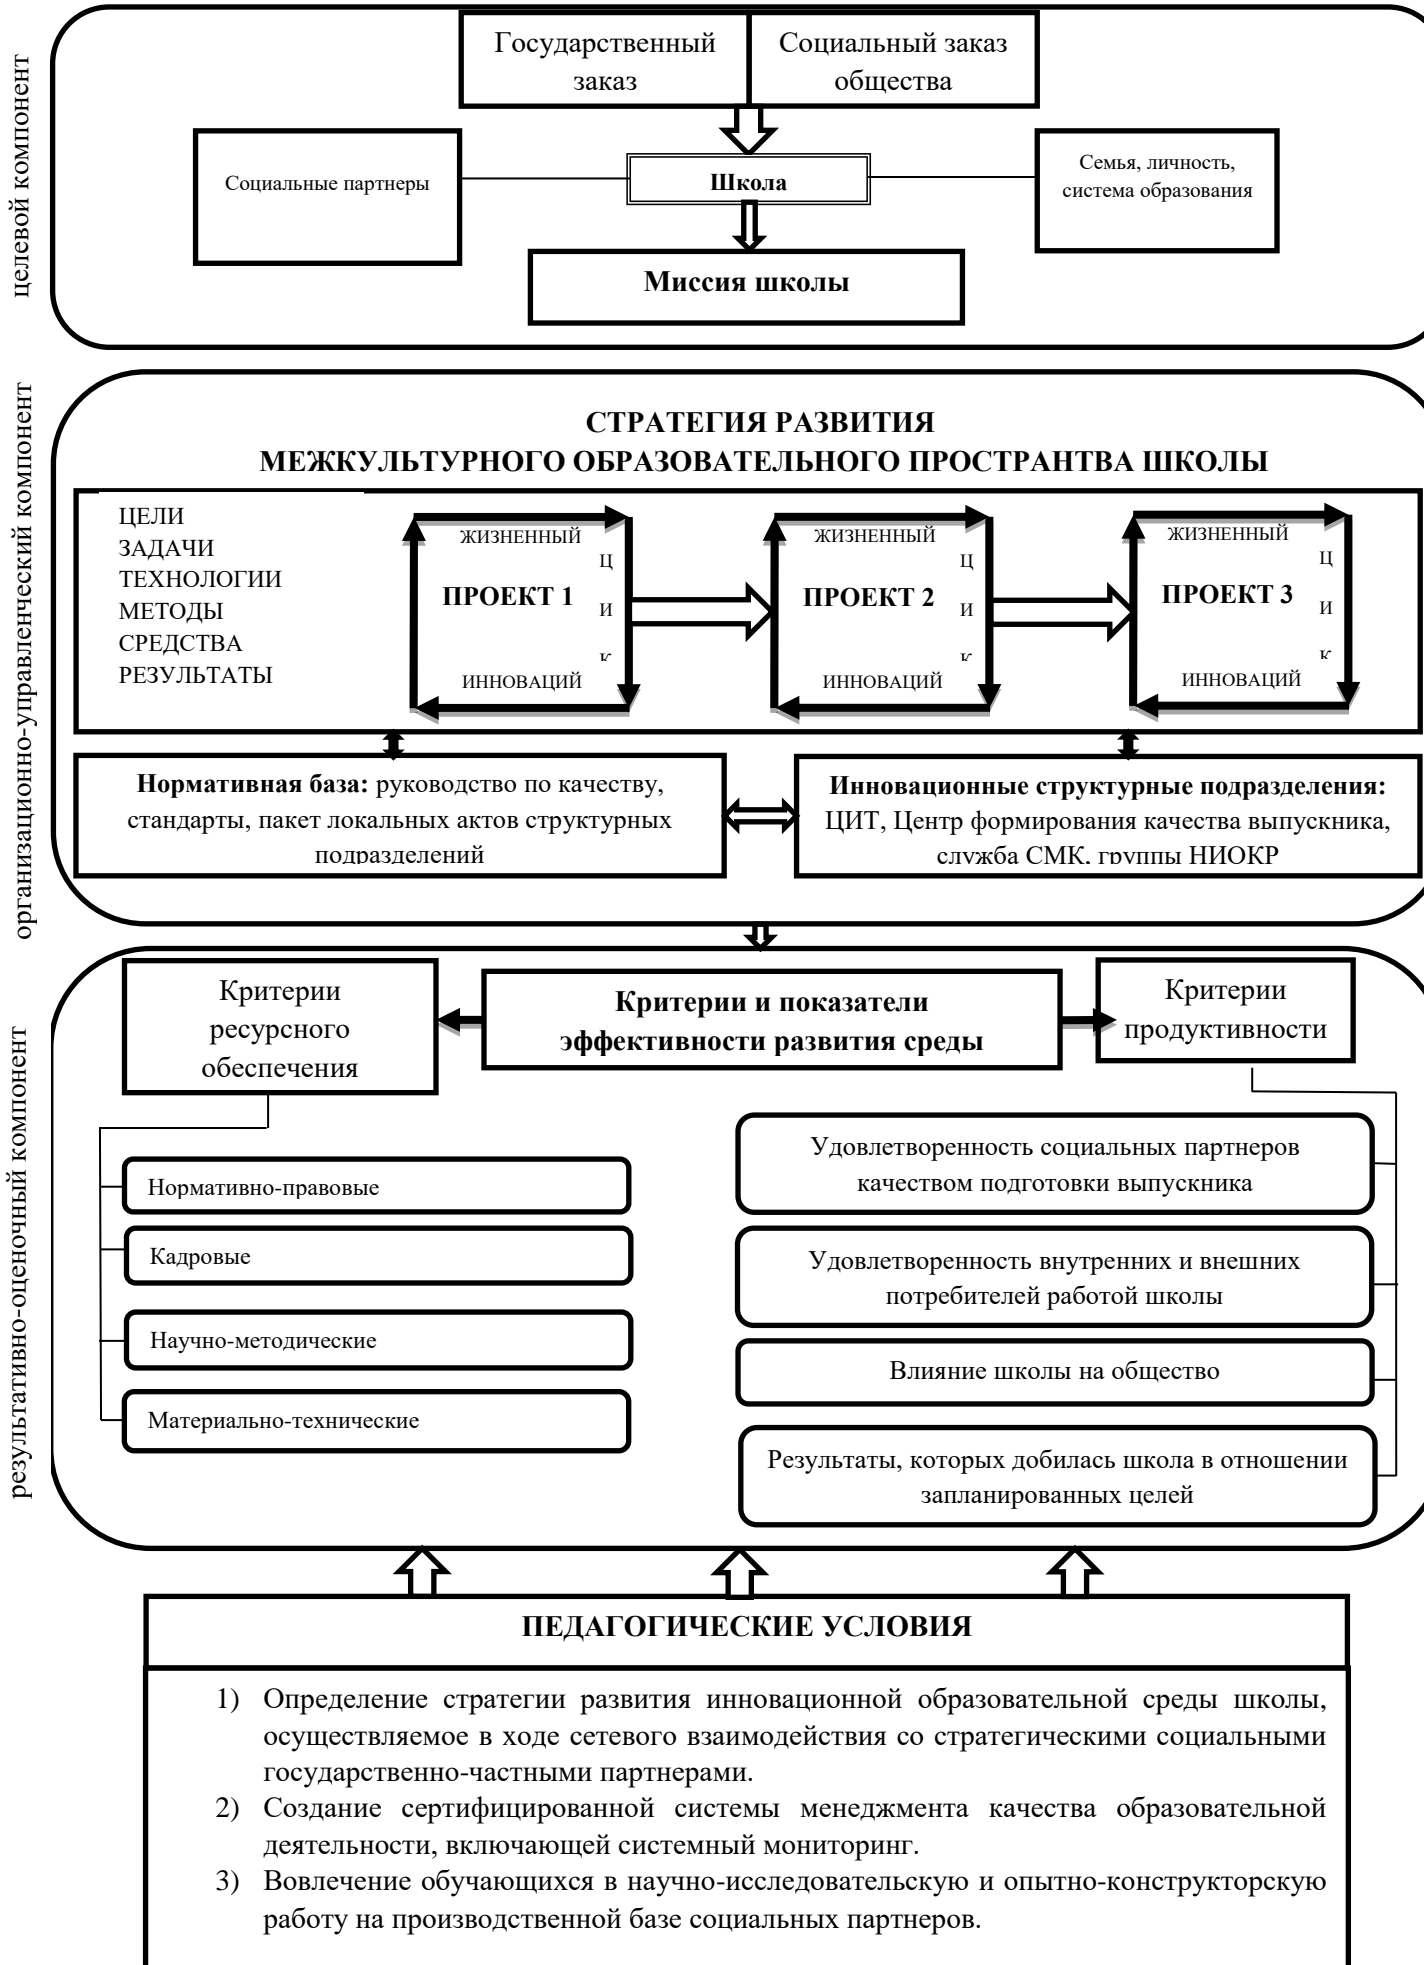 целевой компонент
Государственный
заказ
Социальный заказ
общества
Социальные партнеры
Школа
Семья, личность,
система образования
Миссия школы
организационно-управленческий компонент
СТРАТЕГИЯ РАЗВИТИЯ
МЕЖКУЛЬТУРНОГО ОБРАЗОВАТЕЛЬНОГО ПРОСТРАНТВА ШКОЛЫ
ЦЕЛИ
ЗАДАЧИ
ТЕХНОЛОГИИ
МЕТОДЫ
СРЕДСТВА
РЕЗУЛЬТАТЫ
ЖИЗНЕННЫЙ
Ц
И
К
ПРОЕКТ 1
ИННОВАЦИЙ
ЖИЗНЕННЫЙ
Ц
И
К
ПРОЕКТ 2
ИННОВАЦИЙ
ЖИЗНЕННЫЙ
Ц
И
К
ПРОЕКТ 3
ИННОВАЦИЙ
Нормативная база: руководство по качеству,
стандарты, пакет локальных актов структурных
подразделений
Инновационные структурные подразделения:
ЦИТ, Центр формирования качества выпускника,
служба СМК, группы НИОКР
результативно-оценочный компонент
Критерии
ресурсного
обеспечения
Критерии и показатели
эффективности развития среды
Критерии
продуктивности
Нормативно-правовые
Кадровые
Научно-методические
Материально-технические
Удовлетворенность социальных партнеров
качеством подготовки выпускника
Удовлетворенность внутренних и внешних
потребителей работой школы
Влияние школы на общество
Результаты, которых добилась школа в отношении
запланированных целей
ПЕДАГОГИЧЕСКИЕ УСЛОВИЯ
1) Определение стратегии развития инновационной образовательной среды школы,
осуществляемое в ходе сетевого взаимодействия со стратегическими социальными
государственно-частными партнерами.
2) Создание сертифицированной системы менеджмента качества образовательной
деятельности, включающей системный мониторинг.
3) Вовлечение обучающихся в научно-исследовательскую и опытно-конструкторскую
работу на производственной базе социальных партнеров.